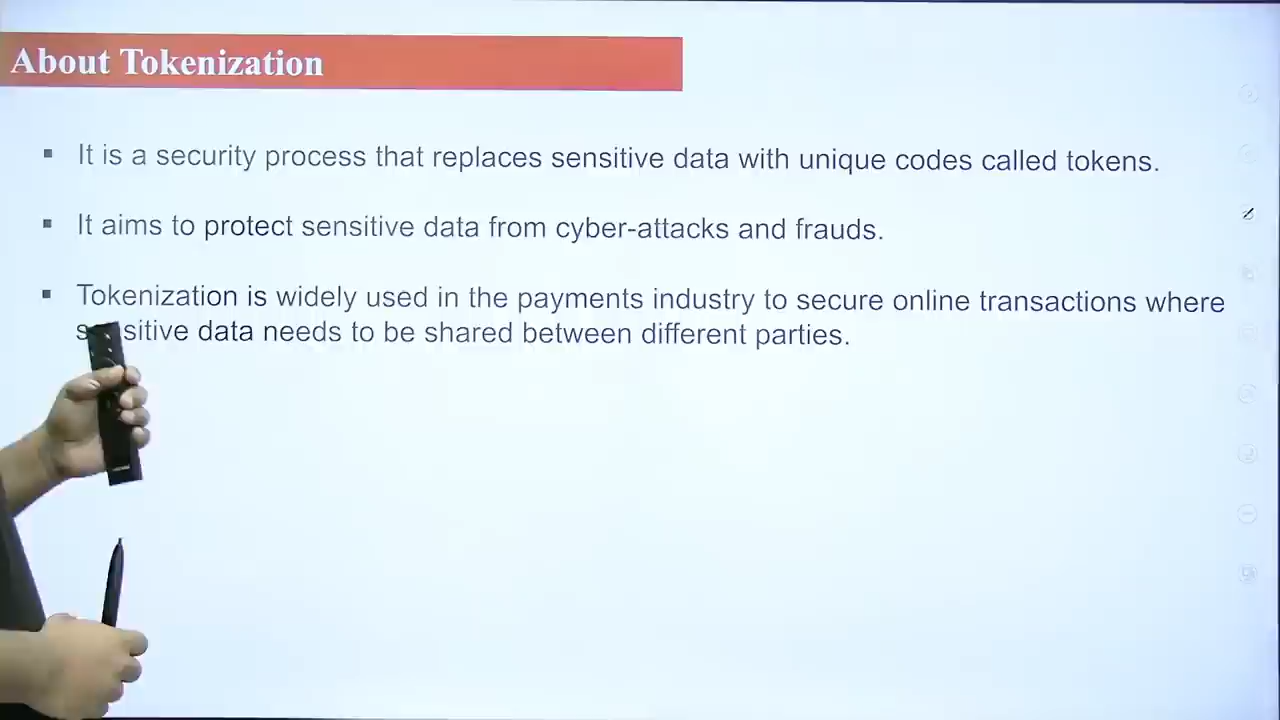 About Tokenization
▪ It is a security process that replaces sensitive data with unique codes called tokens.
▪ It aims to protect sensitive data from cyber-attacks and frauds.
▪ Tokenization is widely used in the payments industry to secure online transactions where
sensitive data needs to be shared between different parties.